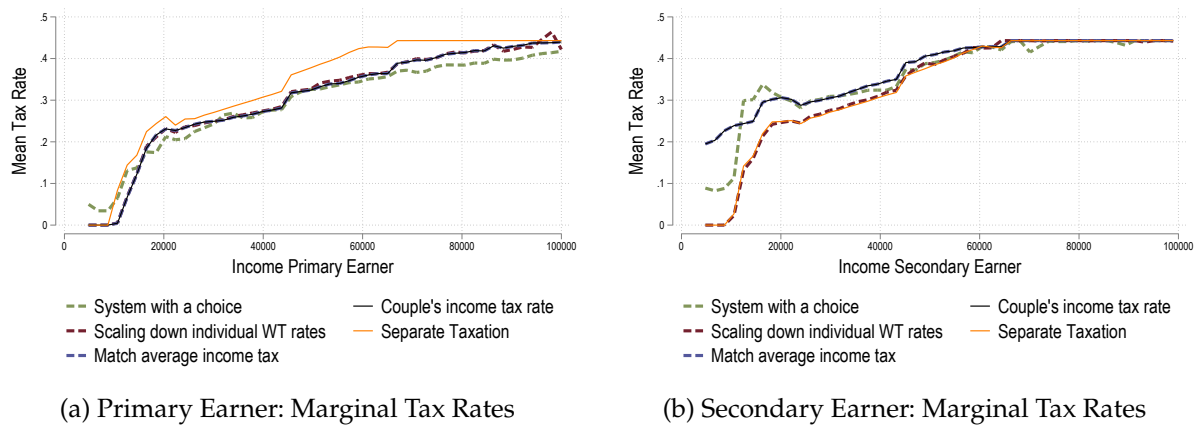 .5
.4
.3
.2
.1
0
Mean Tax Rate
0 20000 40000 60000 80000 100000
Income Primary Earner
System with a choice Couple's income tax rate
Scaling down individual WT rates Separate Taxation
Match average income tax
(a) Primary Earner: Marginal Tax Rates
.5
.4
.3
.2
.1
0
Mean Tax Rate
0 20000 40000 60000 80000 100000
Income Secondary Earner
System with a choice Couple's income tax rate
Scaling down individual WT rates Separate Taxation
Match average income tax
(b) Secondary Earner: Marginal Tax Rates